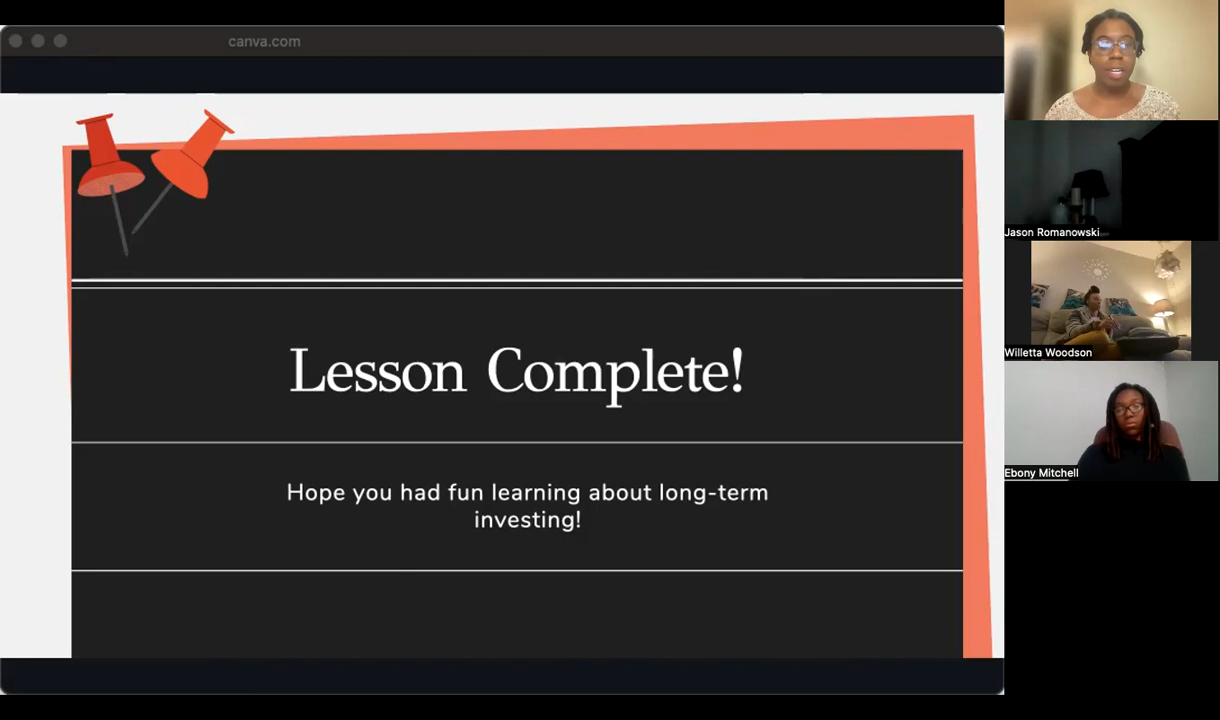 canva.com
Lesson Complete!
Hope you had fun learning about long-term
investing!
Jason Romanowski
Willetta Woodson
Ebony Mitchell